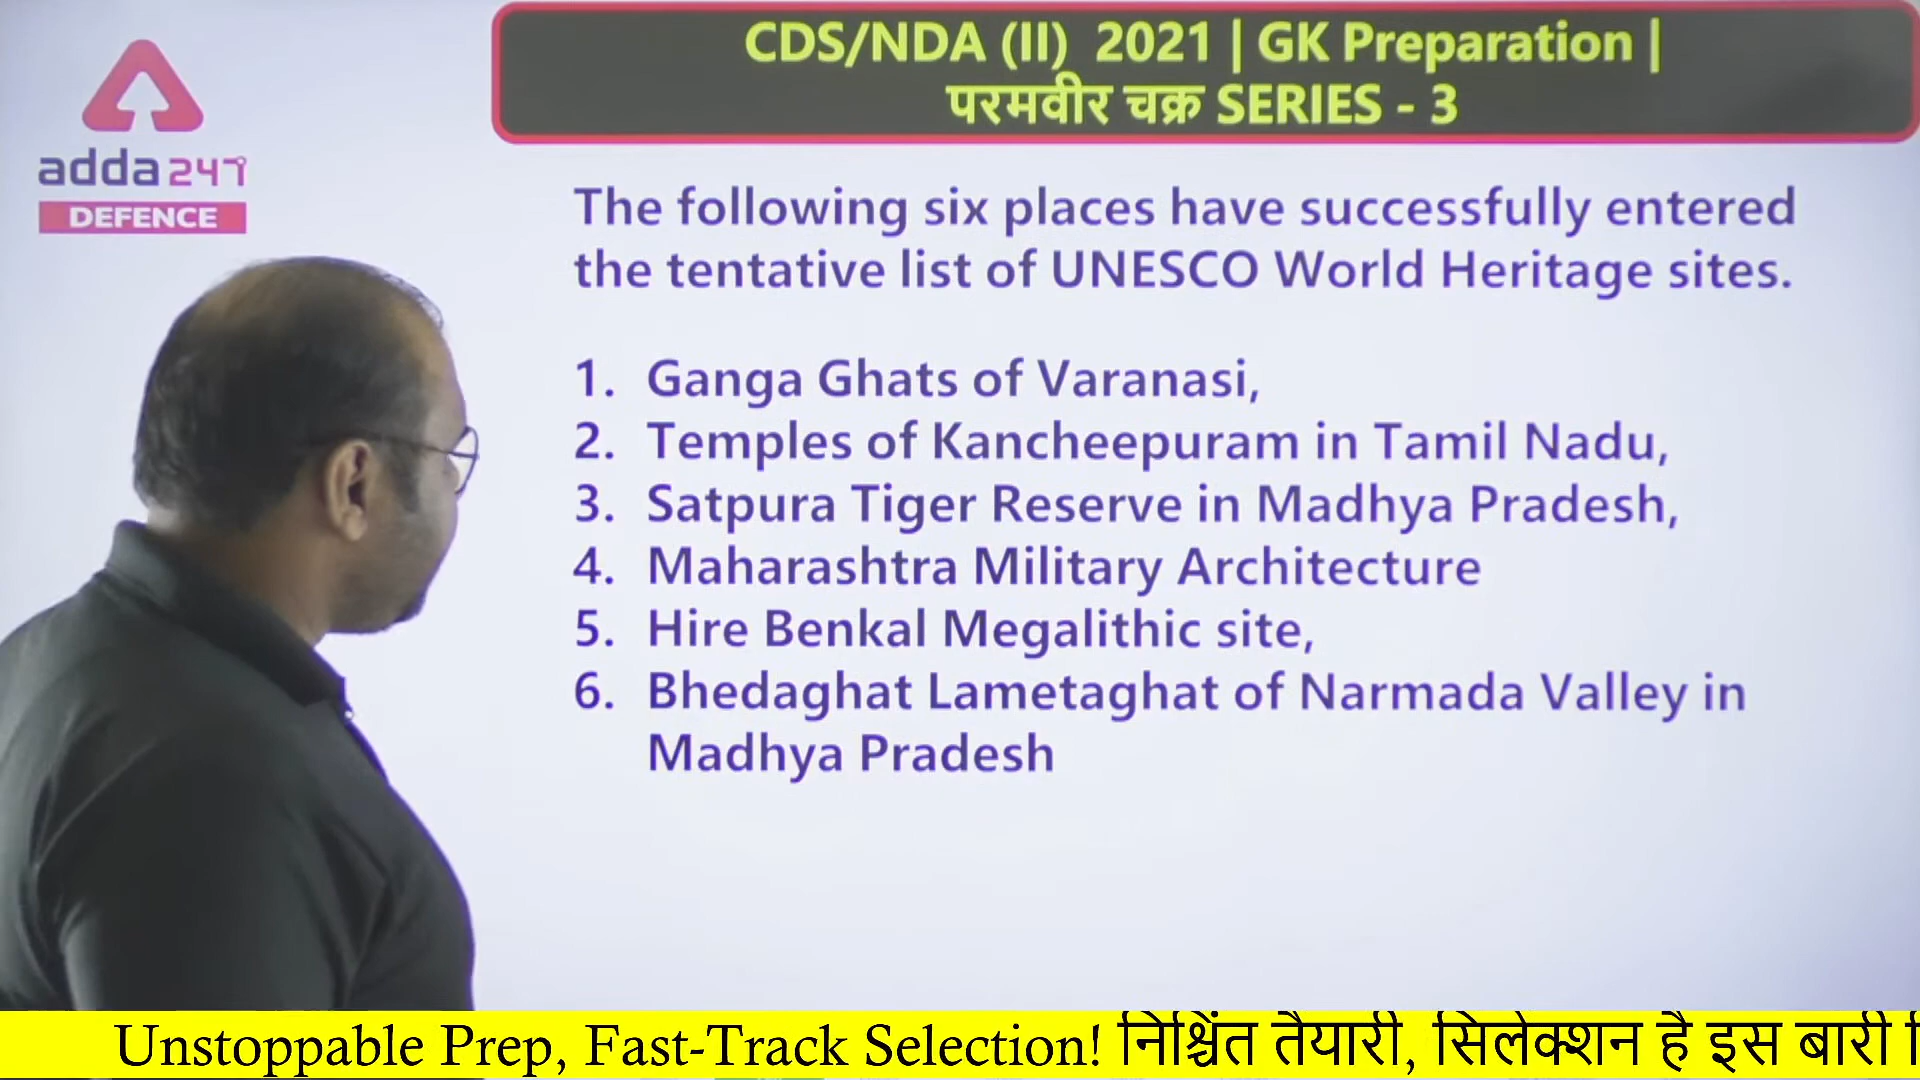 CDS/NDA (II) 2021 | GK Preparation |
परमवीर चक्र SERIES - 3
adda247
DEFENCE
The following six places have successfully entered
the tentative list of UNESCO World Heritage sites.
1. Ganga Ghats of Varanasi,
2. Temples of Kancheepuram in Tamil Nadu,
3. Satpura Tiger Reserve in Madhya Pradesh,
4. Maharashtra Military Architecture
5. Hire Benkal Megalithic site,
6. Bhedaghat Lametaghat of Narmada Valley in
Madhya Pradesh
Unstoppable Prep, Fast-Track Selection! निश्चिंत तैयारी, सिलेक्शन है इस बारी